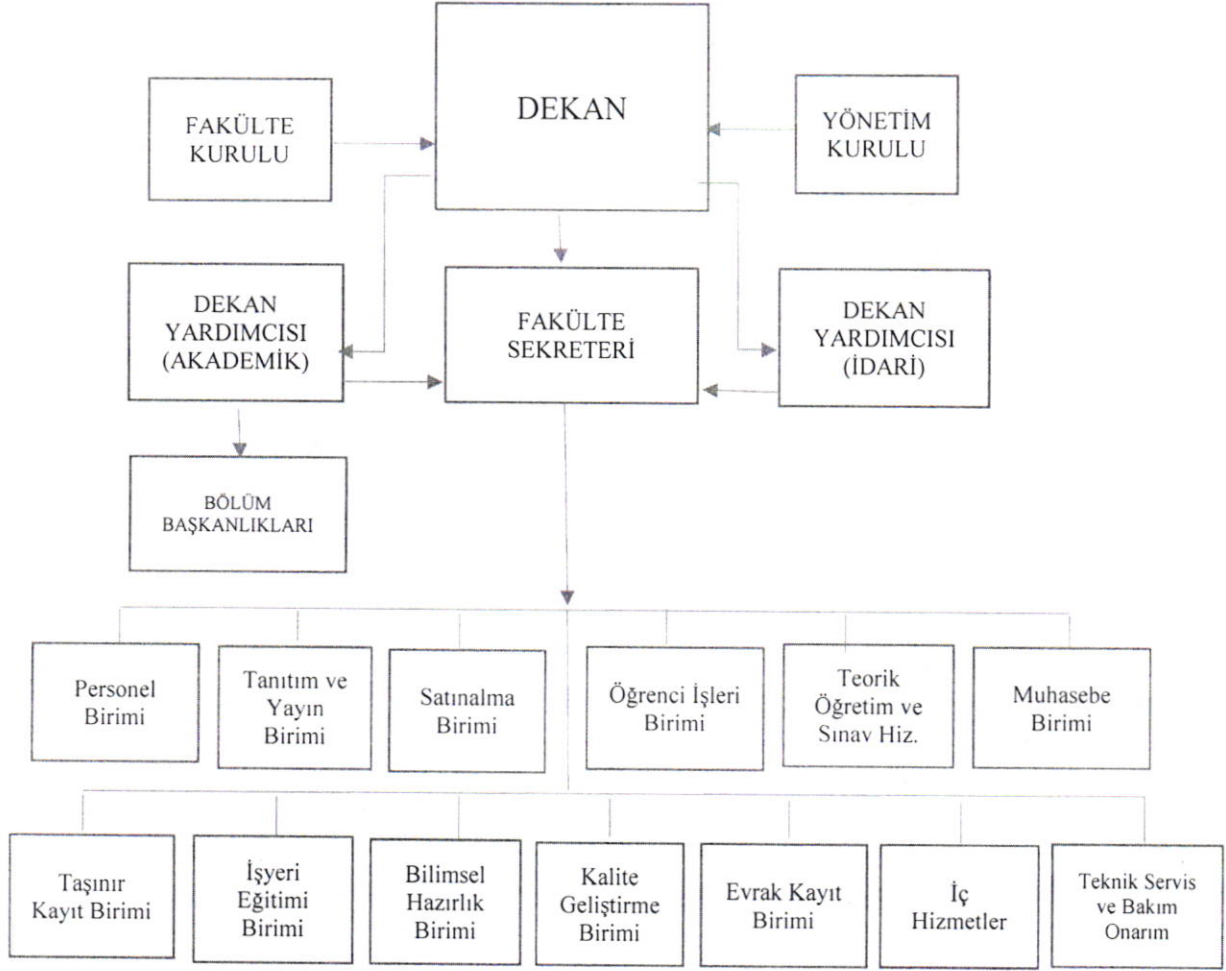 DEKAN
FAKÜLTE
KURULU
YÖNETİM
KURULU
DEKAN
YARDIMCISI
(AKADEMİK)
FAKÜLTE
SEKRETERİ
DEKAN
YARDIMCISI
(İDARİ)
BÖLÜM
BAŞKANLIKLARI
Personel
Birimi
Tanıtım ve
Yayın
Birimi
Satınalma
Birimi
Öğrenci İşleri
Birimi
Teorik
Öğretim ve
Sınav Hiz.
Muhasebe
Birimi
Taşınır
Kayıt Birimi
İşyeri
Eğitimi
Birimi
Bilimsel
Hazırlık
Birimi
Kalite
Geliştirme
Birimi
Evrak Kayıt
Birimi
İç
Hizmetler
Teknik Servis
ve Bakım
Onarım